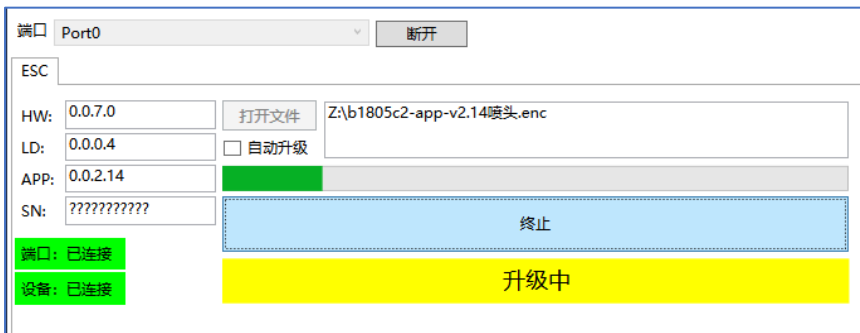 端口 Port0 断开
ESC
HW: 0.0.7.0 打开文件 Z:\b1805c2-app-v2.14喷头.enc
LD: 0.0.0.4 自动升级
APP: 0.0.2.14
SN: ??????????? 终止
端口：已连接
设备：已连接 升级中